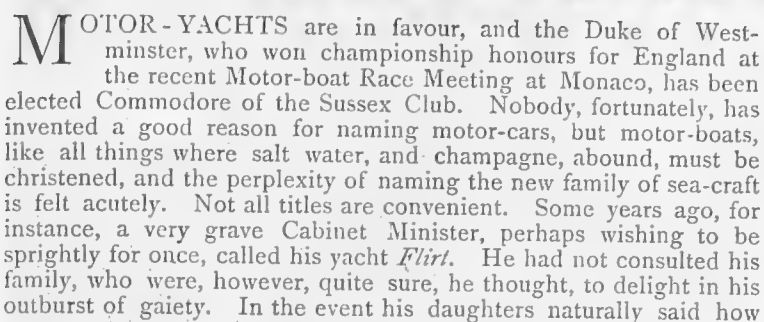 MOTOR-YACHTS are in favour, and the Duke of West-
minster, who won championship honours for England at
the recent Motor-boat Race Meeting at Monaco, has been
elected Commodore of the Sussex Club. Nobody, fortunately, has
invented a good reason for naming motor-cars, but motor-boats,
like all things where salt water, and champagne, abound, must be
christened, and the perplexity of naming the new family of sea-craft
is felt acutely. Not all titles are convenient. Some years ago, for
instance, a very grave Cabinet Minister, perhaps wishing to be
sprightly for once, called his yacht Flirt. He had not consulted his
family, who were, however, quite sure, he thought, to delight in his
outburst of gaiety. In the event his daughters naturally said how